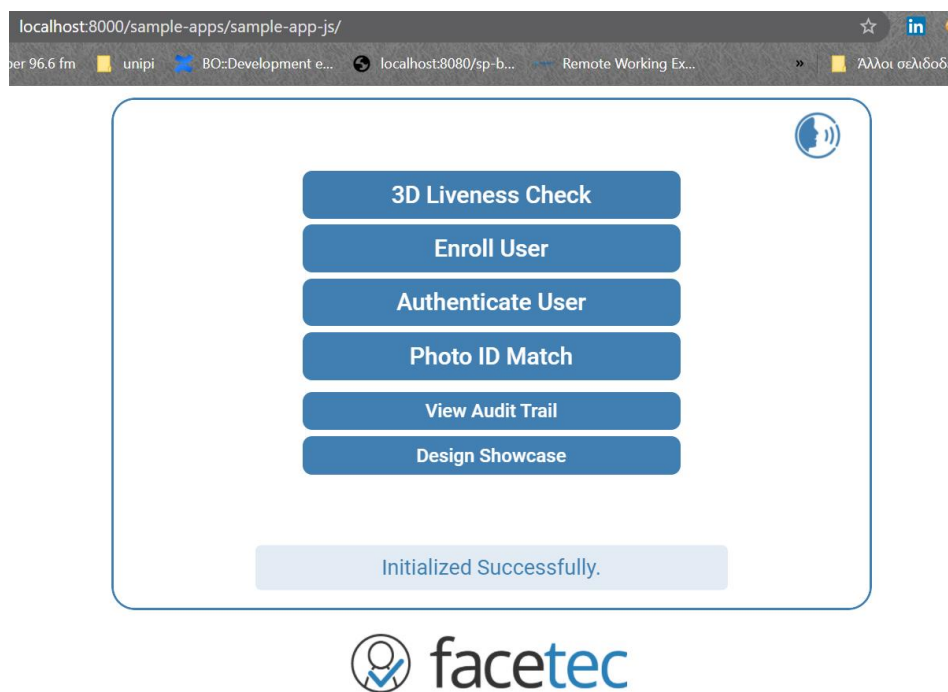 localhost:8000/sample-apps/sample-app-js/
in
per 96.6 fm unipi BO::Development e... localhost:8080/sp-b... Remote Working Ex... » Άλλοι σελιδοδ
3D Liveness Check
Enroll User
Authenticate User
Photo ID Match
View Audit Trail
Design Showcase
Initialized Successfully.
facetec